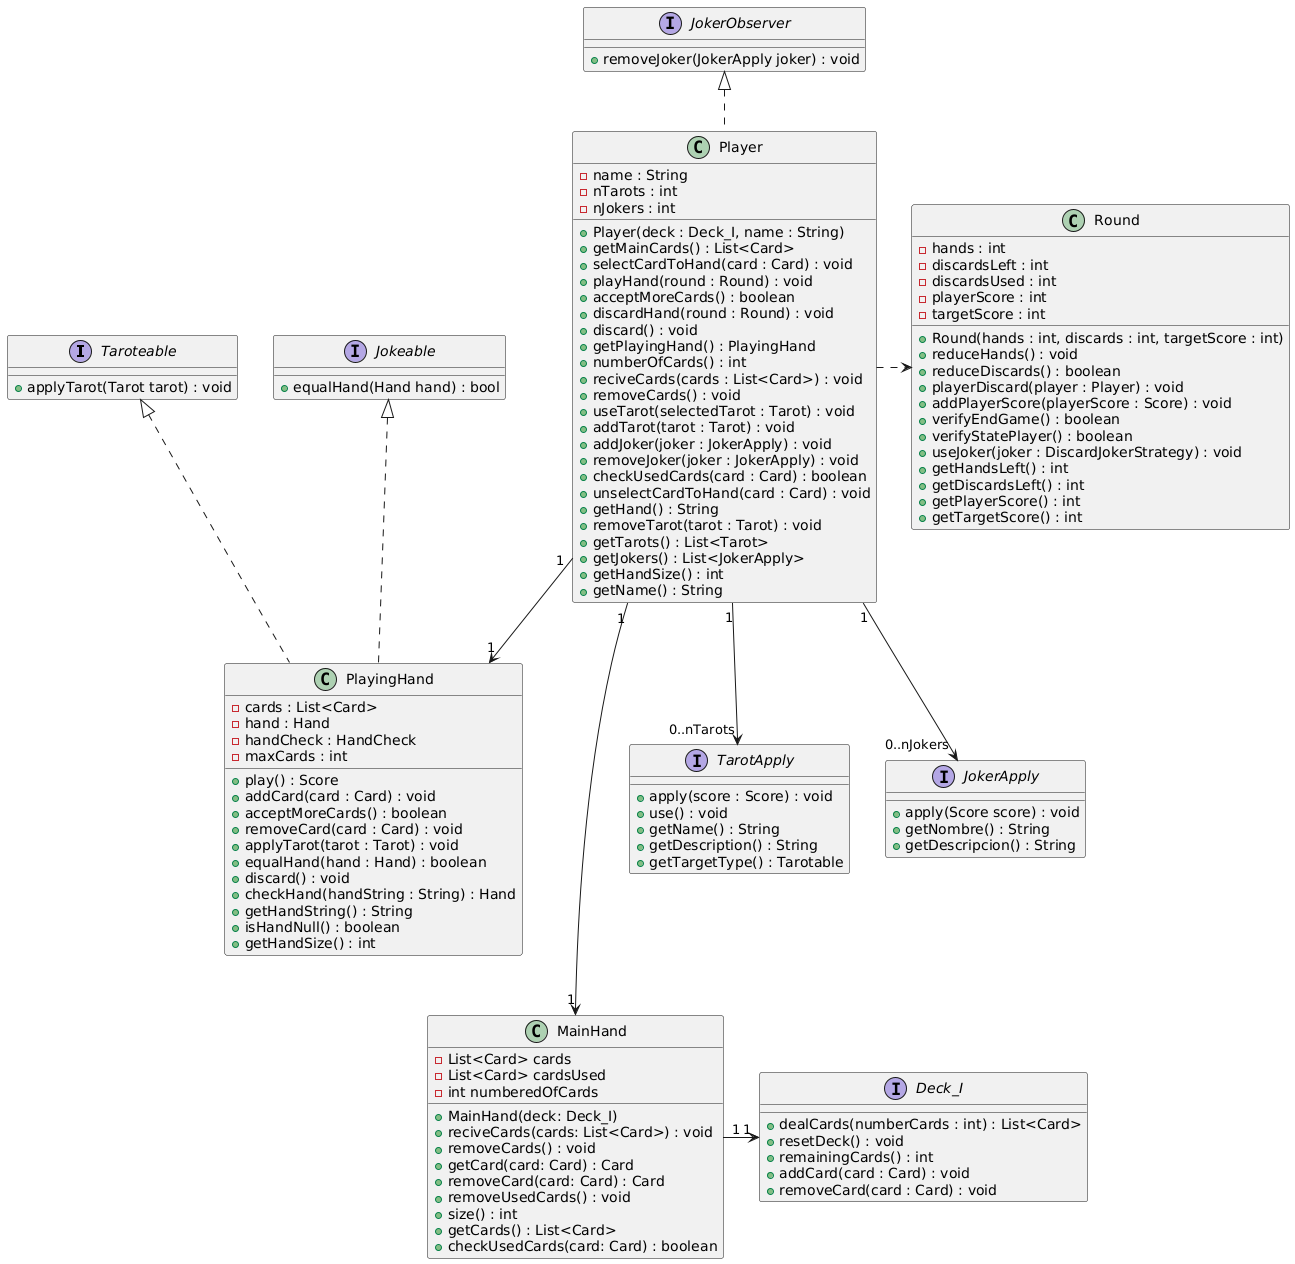 I JokerObserver
removeJoker(JokerApply joker) : void
C Player
name : String
nTarots : int
nJokers : int
Player(deck : Deck_I, name : String)
getMainCards() : List<Card>
selectCardToHand(card : Card) : void
playHand(round : Round) : void
acceptMoreCards() : boolean
discardHand(round : Round) : void
discard() : void
getPlayingHand() : PlayingHand
numberOfCards() : int
reciveCards(cards : List<Card>) : void
removeCards() : void
useTarot(selectedTarot : Tarot) : void
addTarot(tarot : Tarot) : void
addJoker(joker : JokerApply) : void
removeJoker(joker : JokerApply) : void
checkUsedCards(card : Card) : boolean
unselectCardToHand(card : Card) : void
getHand() : String
removeTarot(tarot : Tarot) : void
getTarots() : List<Tarot>
getJokers() : List<JokerApply>
getHandSize() : int
getName() : String
C Round
hands : int
discardsLeft : int
discardsUsed : int
playerScore : int
targetScore : int
Round(hands : int, discards : int, targetScore : int)
reduceHands() : void
reduceDiscards() : boolean
playerDiscard(player : Player) : void
addPlayerScore(playerScore : Score) : void
verifyEndGame() : boolean
verifyStatePlayer() : boolean
useJoker(joker : DiscardJokerStrategy) : void
getHandsLeft() : int
getDiscardsLeft() : int
getPlayerScore() : int
getTargetScore() : int
I Taroteable
applyTarot(Tarot tarot) : void
I Jokeable
equalHand(Hand hand) : bool
1
1
1
1
1
0..nTarots
1
0..nJokers
C PlayingHand
cards : List<Card>
hand : Hand
handCheck : HandCheck
maxCards : int
play() : Score
addCard(card : Card) : void
acceptMoreCards() : boolean
removeCard(card : Card) : void
applyTarot(tarot : Tarot) : void
equalHand(hand : Hand) : boolean
discard() : void
checkHand(handString : String) : Hand
getHandString() : String
isHandNull() : boolean
getHandSize() : int
I TarotApply
apply(score : Score) : void
use() : void
getName() : String
getDescription() : String
getTargetType() : Tarotable
I JokerApply
apply(Score score) : void
getNombre() : String
getDescripcion() : String
C MainHand
List<Card> cards
List<Card> cardsUsed
int numberedOfCards
MainHand(deck: Deck_I)
reciveCards(cards: List<Card>) : void
removeCards() : void
getCard(card: Card) : Card
removeCard(card: Card) : Card
removeUsedCards() : void
size() : int
getCards() : List<Card>
checkUsedCards(card: Card) : boolean
1 1
I Deck_I
dealCards(numberCards : int) : List<Card>
resetDeck() : void
remainingCards() : int
addCard(card : Card) : void
removeCard(card : Card) : void